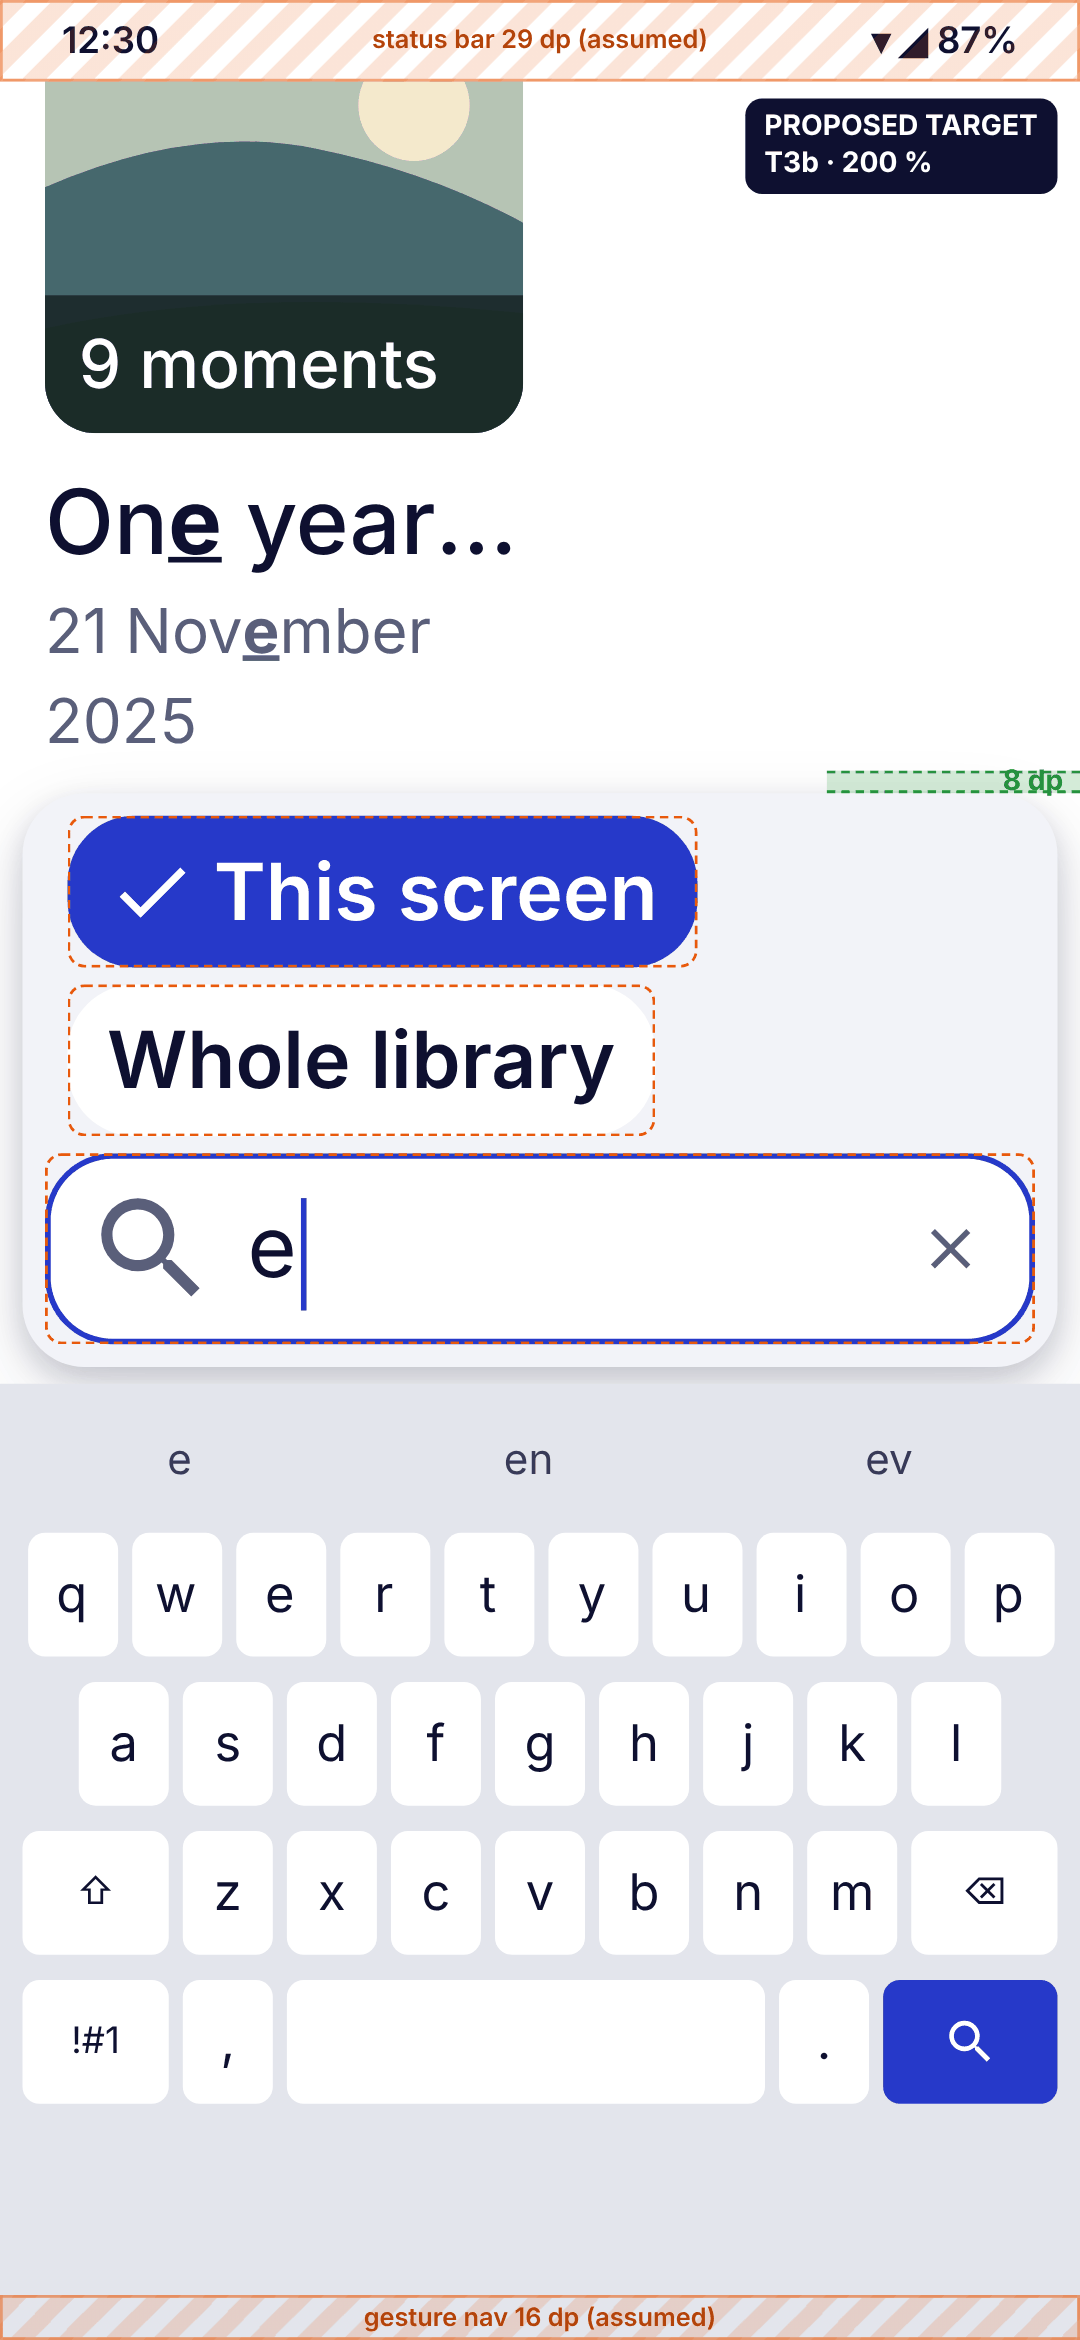 12:30
status bar 29 dp (assumed)
87%
PROPOSED TARGET
T3b · 200 %
9 moments
One year...
21 November
2025
8 dp
This screen
Whole library
e
e en ev
q w e r t y u i o p
a s d f g h j k l
z x c v b n m
!#1 , .
gesture nav 16 dp (assumed)